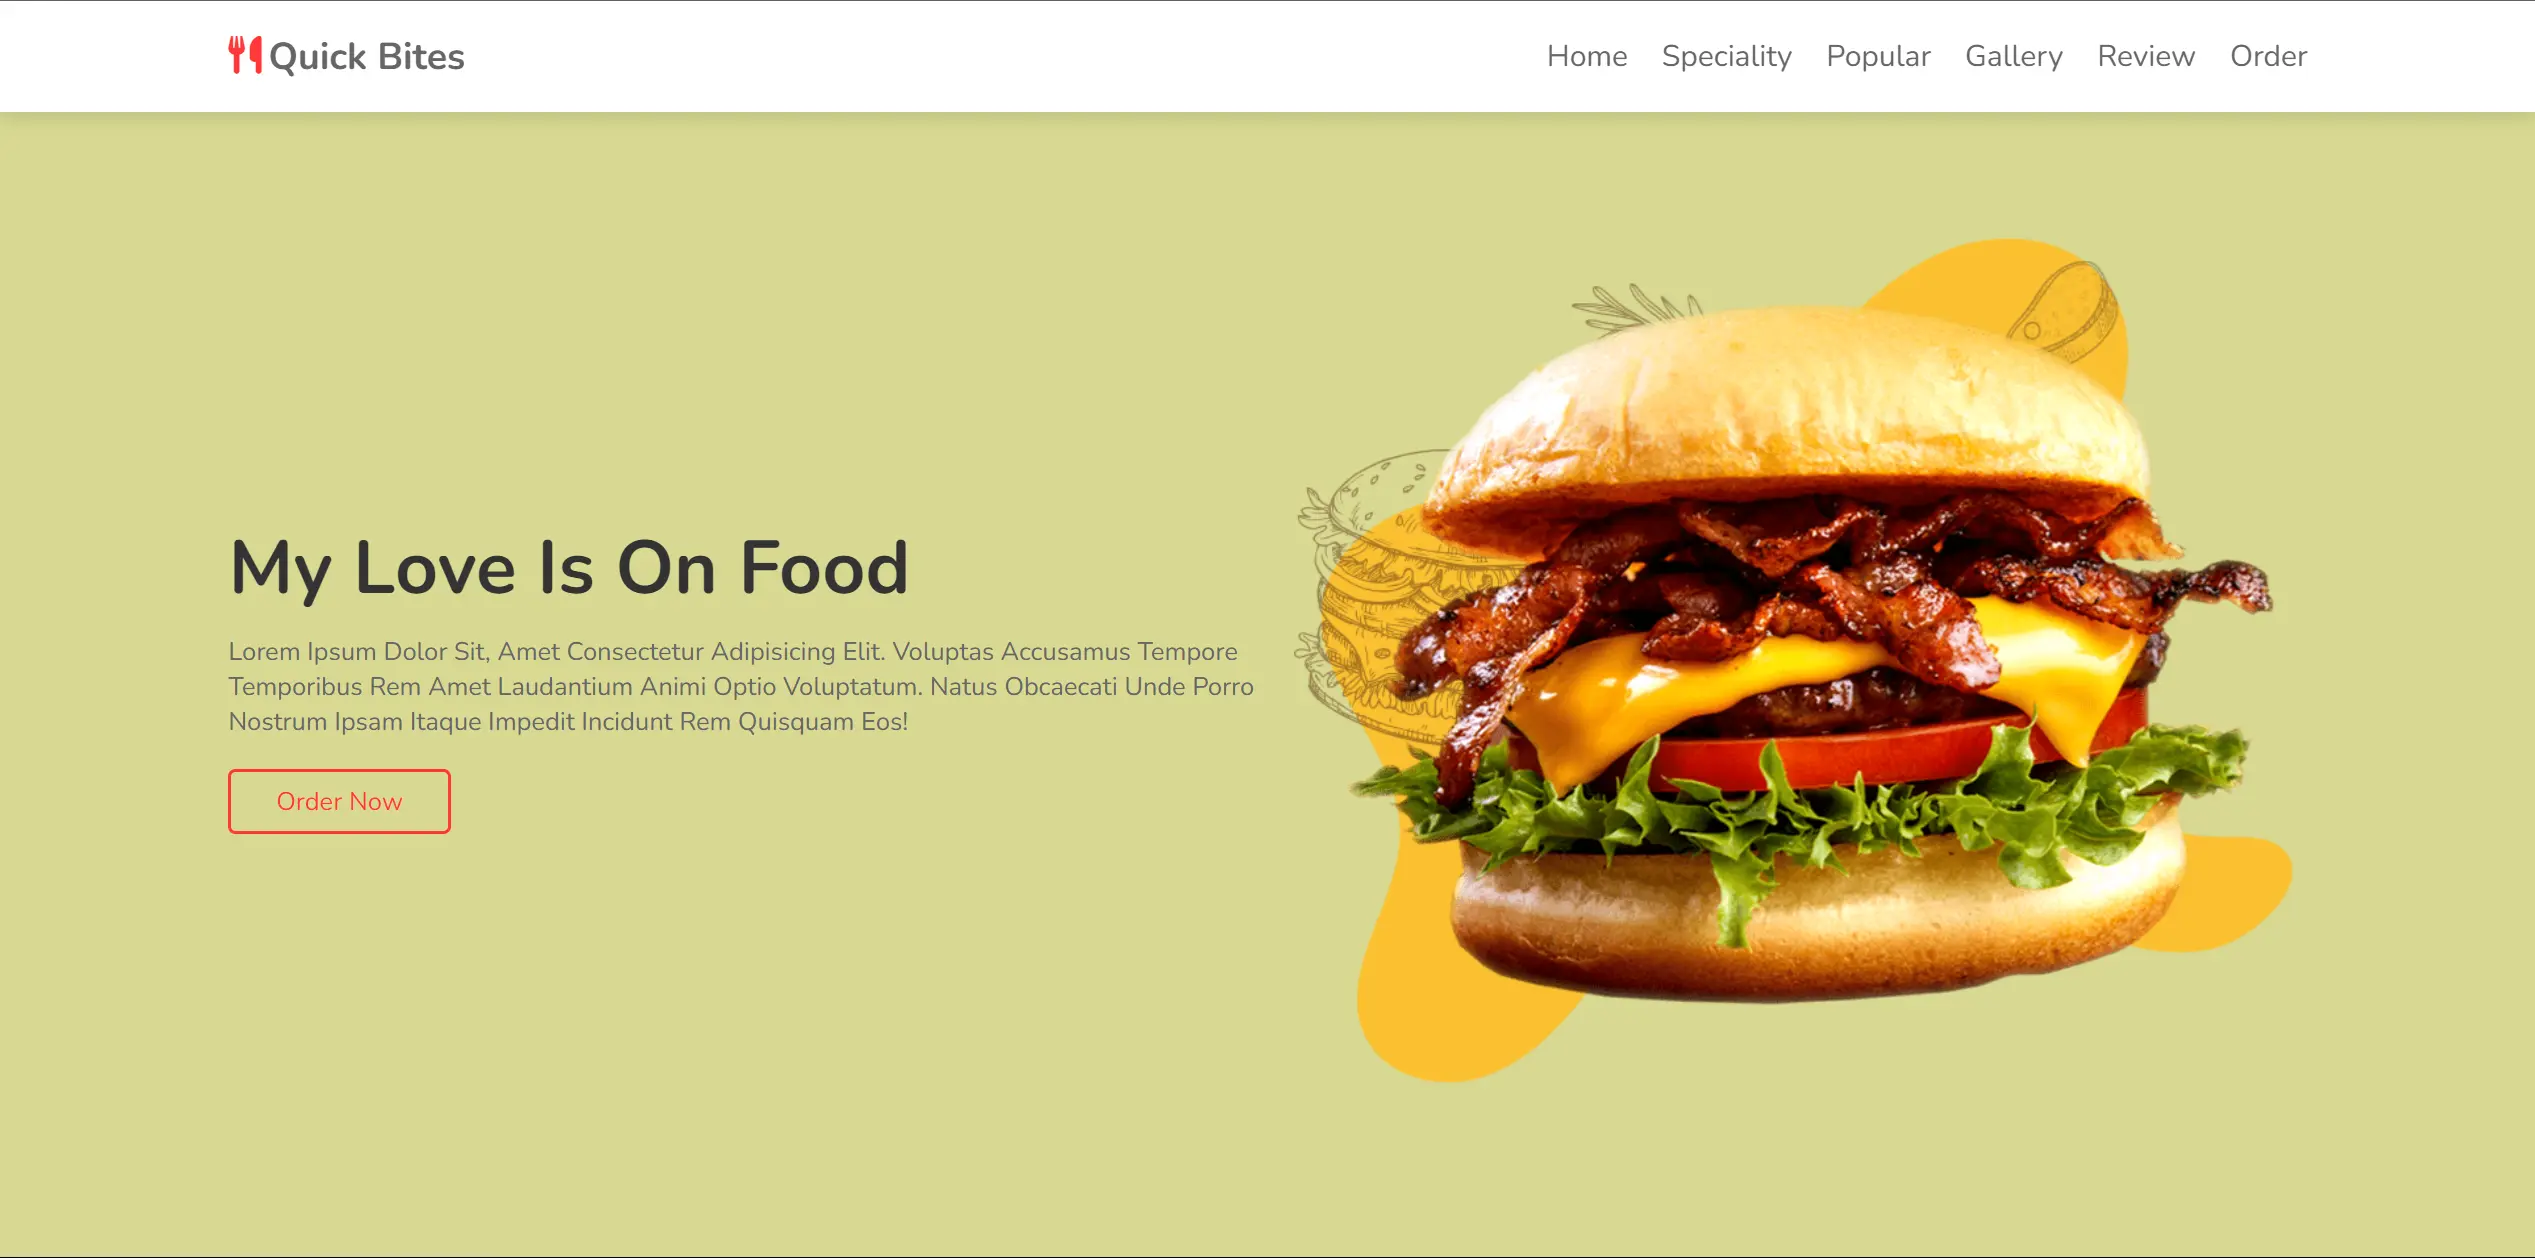 Quick Bites
Home Speciality Popular Gallery Review Order
My Love Is On Food
Lorem Ipsum Dolor Sit, Amet Consectetur Adipisicing Elit. Voluptas Accusamus Tempore
Temporibus Rem Amet Laudantium Animi Optio Voluptatum. Natus Obcaecati Unde Porro
Nostrum Ipsam Itaque Impedit Incidunt Rem Quisquam Eos!
Order Now